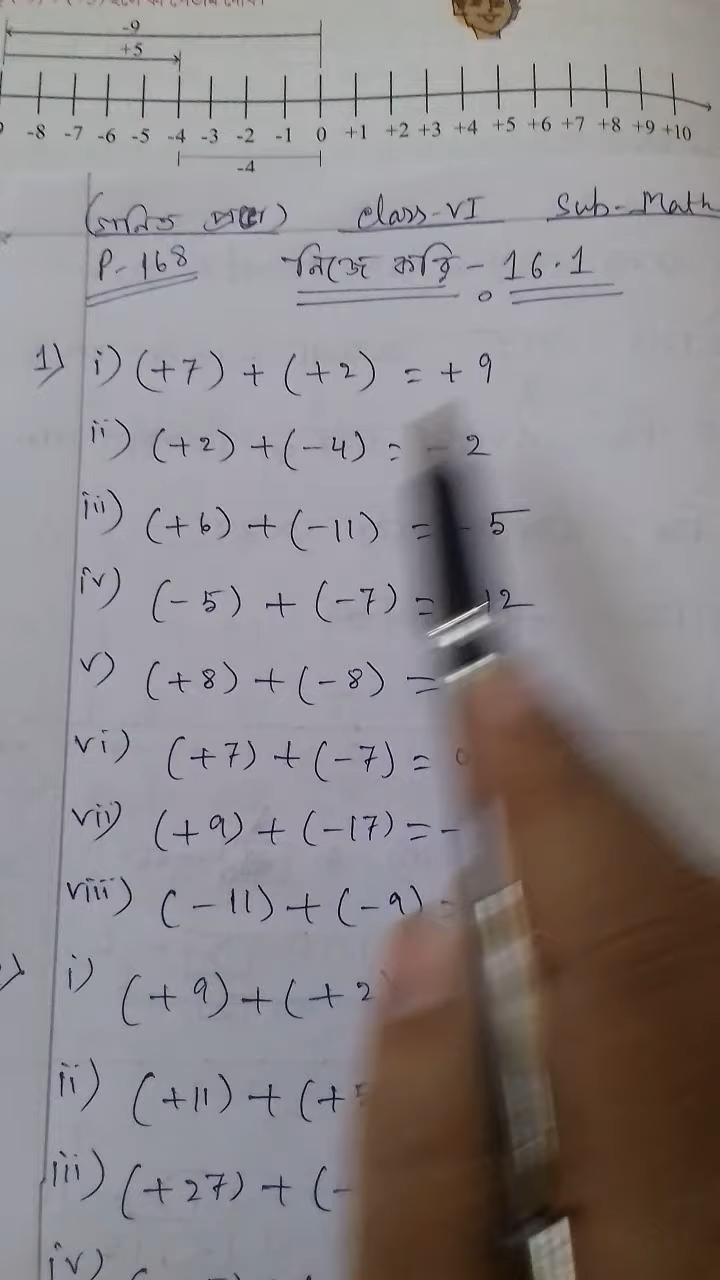 -9
+5
-8 -7 -6 -5 -4 -3 -2 -1 0 +1 +2 +3 +4 +5 +6 +7 +8 +9 +10
-4
(গণিত প্রভা) Class-VI Sub-Math
P-168 নিজে করি - 16.1
1) i) (+7) + (+2) = +9
ii) (+2) + (-4) = - 2
iii) (+6) + (-11) = - 5
iv) (-5) + (-7) = 12
v) (+8) + (-8) =
vi) (+7) + (-7) = 0
vii) (+9) + (-17) = -
viii) (-11) + (-9) =
i) (+9) + (+2
ii) (+11) + (+5
iii) (+27) + (-
iv)